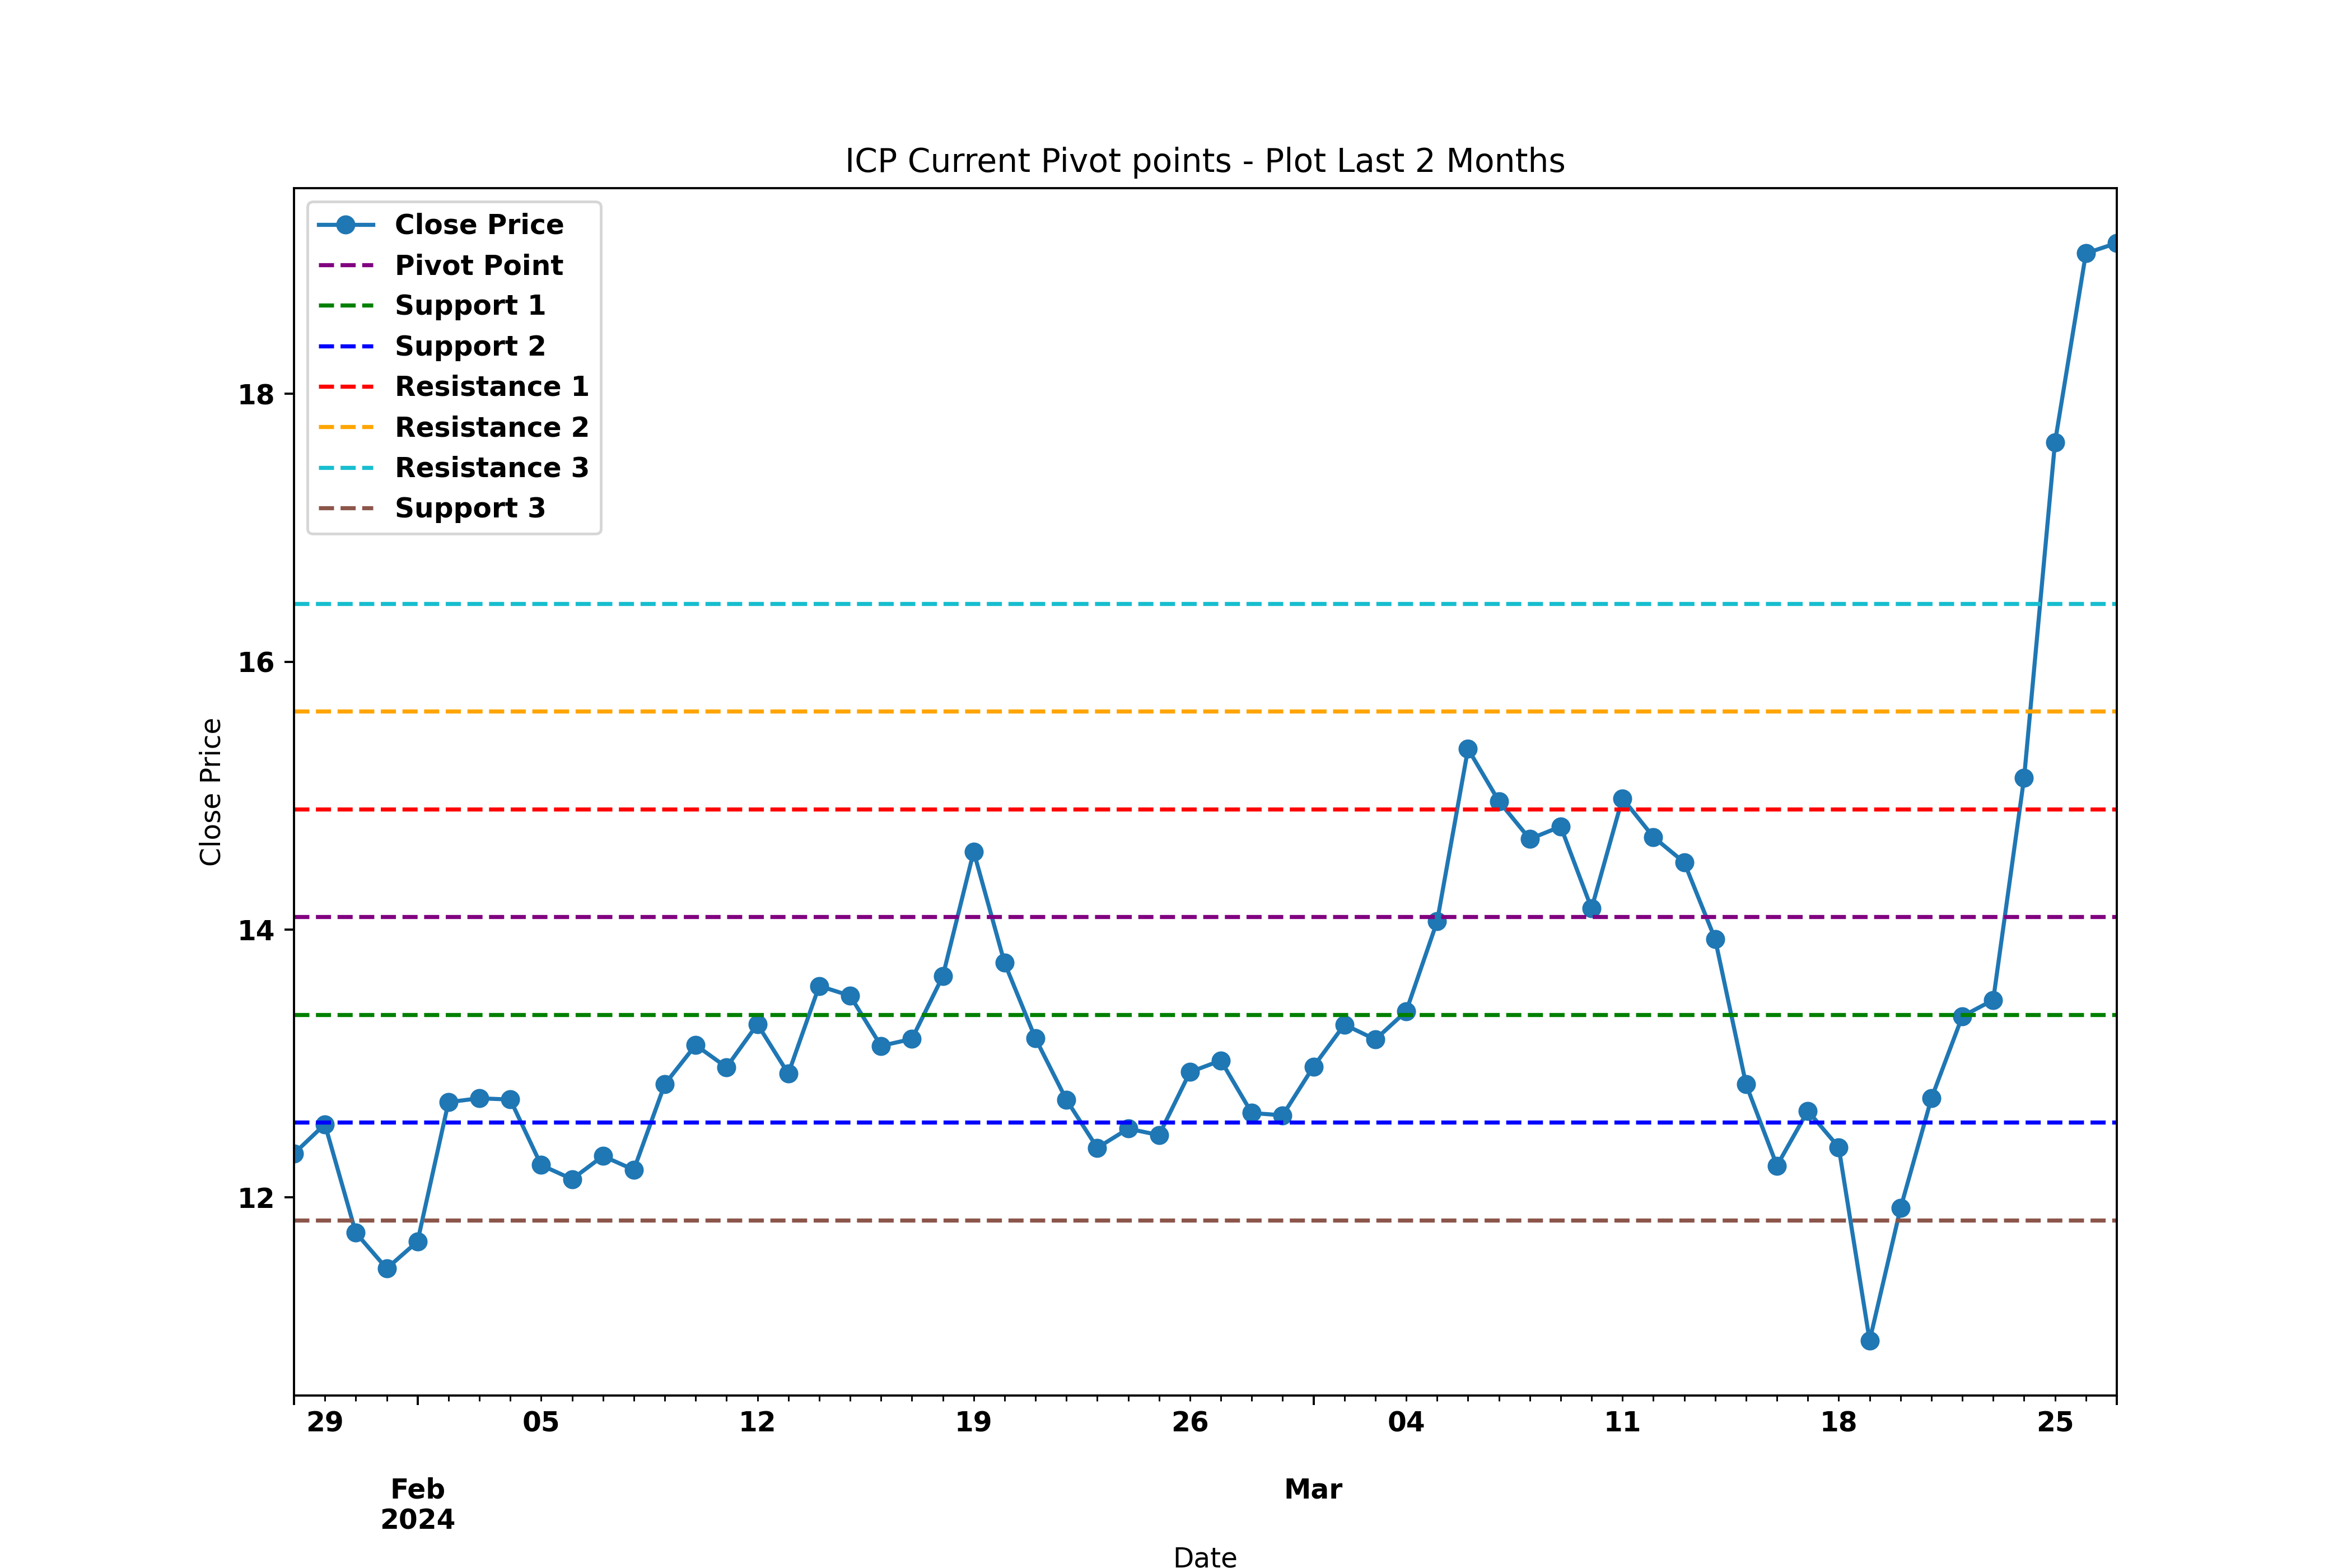 ICP Current Pivot points - Plot Last 2 Months
Close Price
Pivot Point
Support 1
Support 2
Resistance 1
Resistance 2
Resistance 3
Support 3
18
16
14
12
Close Price
29 05 12 19 26 04 11 18 25
Feb Mar
2024
Date